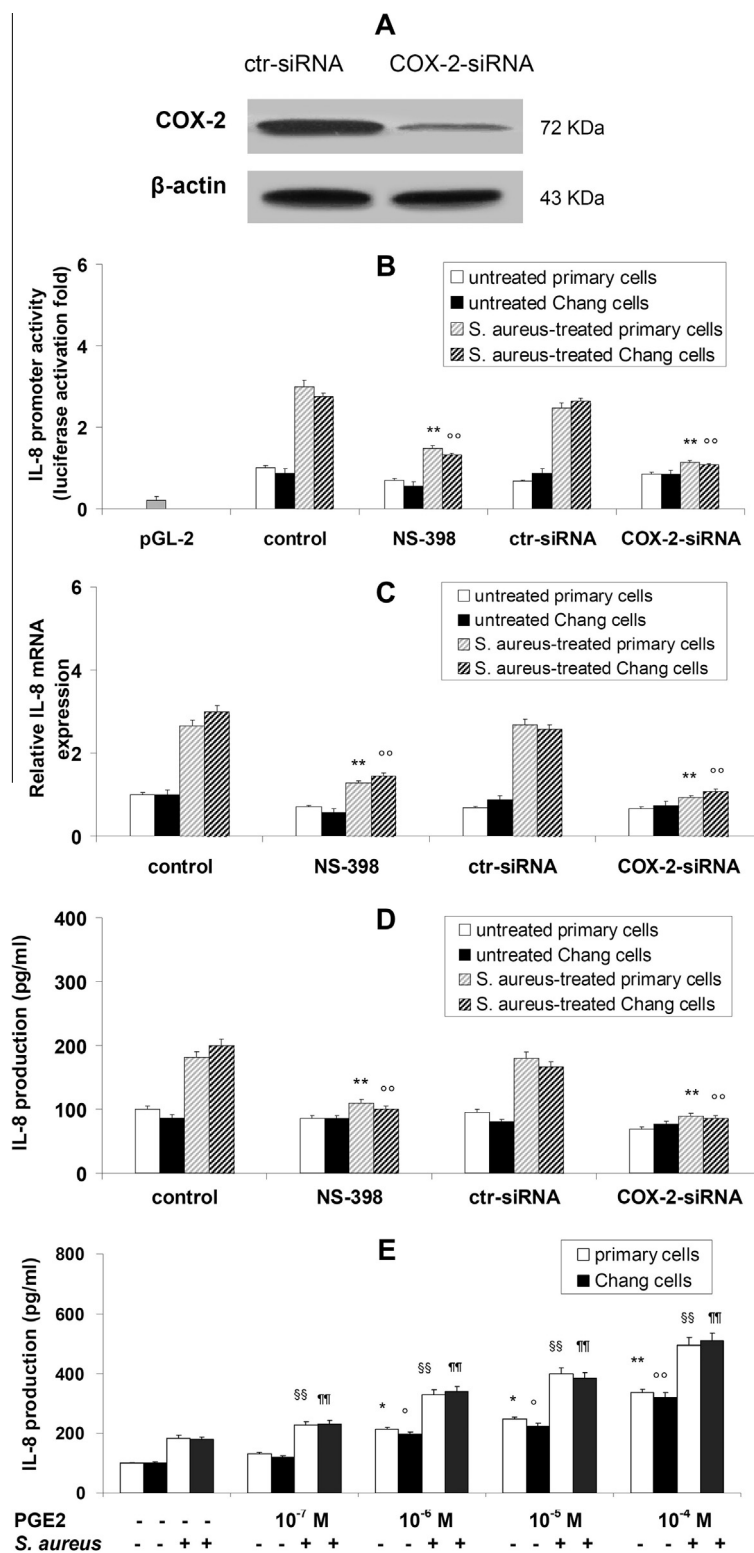 A
ctr-siRNA COX-2-siRNA
COX-2 72 KDa
β-actin 43 KDa
B
IL-8 promoter activity
(luciferase activation fold)
6
4
2
0
untreated primary cells
untreated Chang cells
S. aureus-treated primary cells
S. aureus-treated Chang cells
** °° ** °°
pGL-2 control NS-398 ctr-siRNA COX-2-siRNA
C
Relative IL-8 mRNA
expression
6
4
2
0
untreated primary cells
untreated Chang cells
S. aureus-treated primary cells
S. aureus-treated Chang cells
** °° ** °°
control NS-398 ctr-siRNA COX-2-siRNA
D
IL-8 production (pg/ml)
400
300
200
100
0
untreated primary cells
untreated Chang cells
S. aureus-treated primary cells
S. aureus-treated Chang cells
** °° ** °°
control NS-398 ctr-siRNA COX-2-siRNA
E
IL-8 production (pg/ml)
800
600
400
200
0
primary cells
Chang cells
§§ ¶¶ * ° §§ ¶¶ * ° §§ ¶¶ ** °° §§ ¶¶
PGE2 - - - - 10⁻⁷ M 10⁻⁶ M 10⁻⁵ M 10⁻⁴ M
S. aureus - - + + - - + + - - + + - - + + - - + +